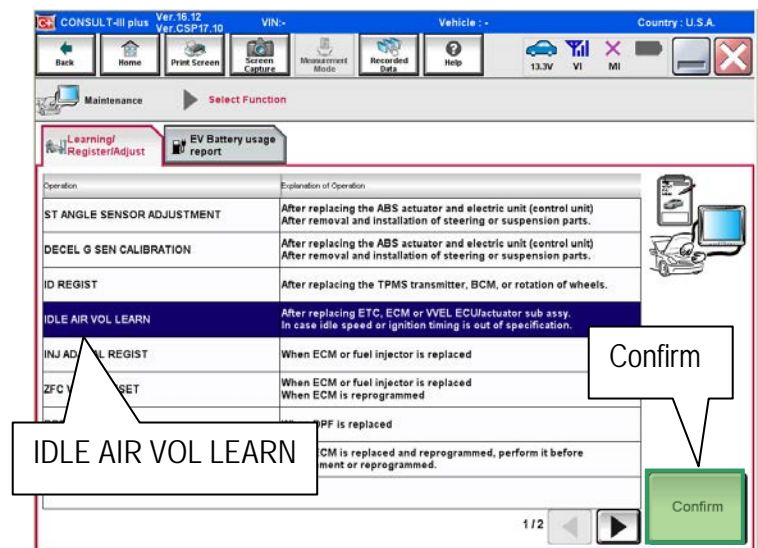 CONSULT-III plus Ver.16.12 VIN:- Vehicle : - Country : U.S.A.
Ver.CSP17.10
Back
Home
Print Screen
Screen Capture
Measurement Mode
Recorded Data
Help
13.3V
VI
MI
Maintenance
Select Function
Learning/ Register/Adjust
EV Battery usage report
Operation
Explanation of Operation
ST ANGLE SENSOR ADJUSTMENT
After replacing the ABS actuator and electric unit (control unit)
After removal and installation of steering or suspension parts.
DECEL G SEN CALIBRATION
After replacing the ABS actuator and electric unit (control unit)
After removal and installation of steering or suspension parts.
ID REGIST
After replacing the TPMS transmitter, BCM, or rotation of wheels.
IDLE AIR VOL LEARN
After replacing ETC, ECM or VVEL ECU/actuator sub assy.
In case idle speed or ignition timing is out of specification.
INJ AD REGIST
When ECM or fuel injector is replaced
ZFC
When ECM or fuel injector is replaced
When ECM is reprogrammed
DPF is replaced
ECM is replaced and reprogrammed, perform it before
or reprogrammed.
IDLE AIR VOL LEARN
Confirm
1/2
Confirm